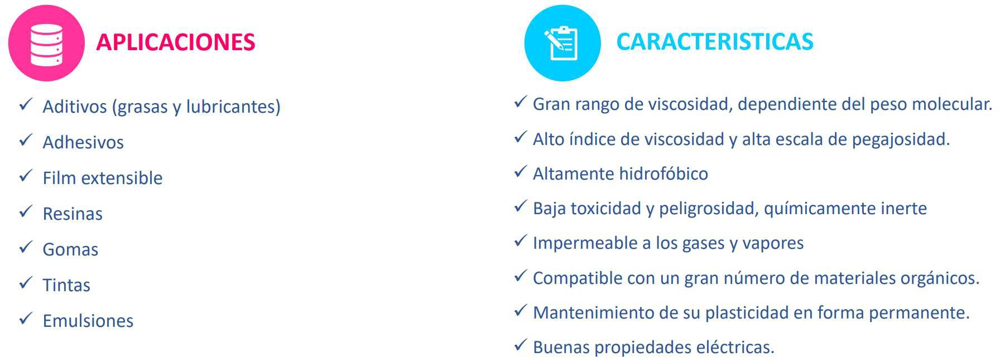 APLICACIONES
Aditivos (grasas y lubricantes)
Adhesivos
Film extensible
Resinas
Gomas
Tintas
Emulsiones
CARACTERISTICAS
Gran rango de viscosidad, dependiente del peso molecular.
Alto índice de viscosidad y alta escala de pegajosidad.
Altamente hidrofóbico
Baja toxicidad y peligrosidad, químicamente inerte
Impermeable a los gases y vapores
Compatible con un gran número de materiales orgánicos.
Mantenimiento de su plasticidad en forma permanente.
Buenas propiedades eléctricas.